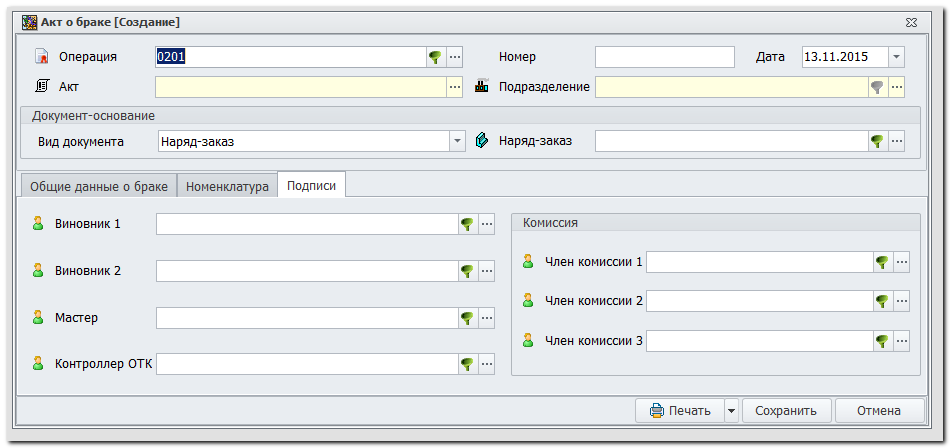 Акт о браке [Создание]
Операция 0201 ... Номер Дата 13.11.2015
Акт ... Подразделение ...
Документ-основание
Вид документа Наряд-заказ Наряд-заказ ...
Общие данные о браке Номенклатура Подписи
Виновник 1 ... Комиссия
Член комиссии 1 ...
Виновник 2 ...
Член комиссии 2 ...
Мастер ...
Член комиссии 3 ...
Контроллер ОТК ...
Печать Сохранить Отмена